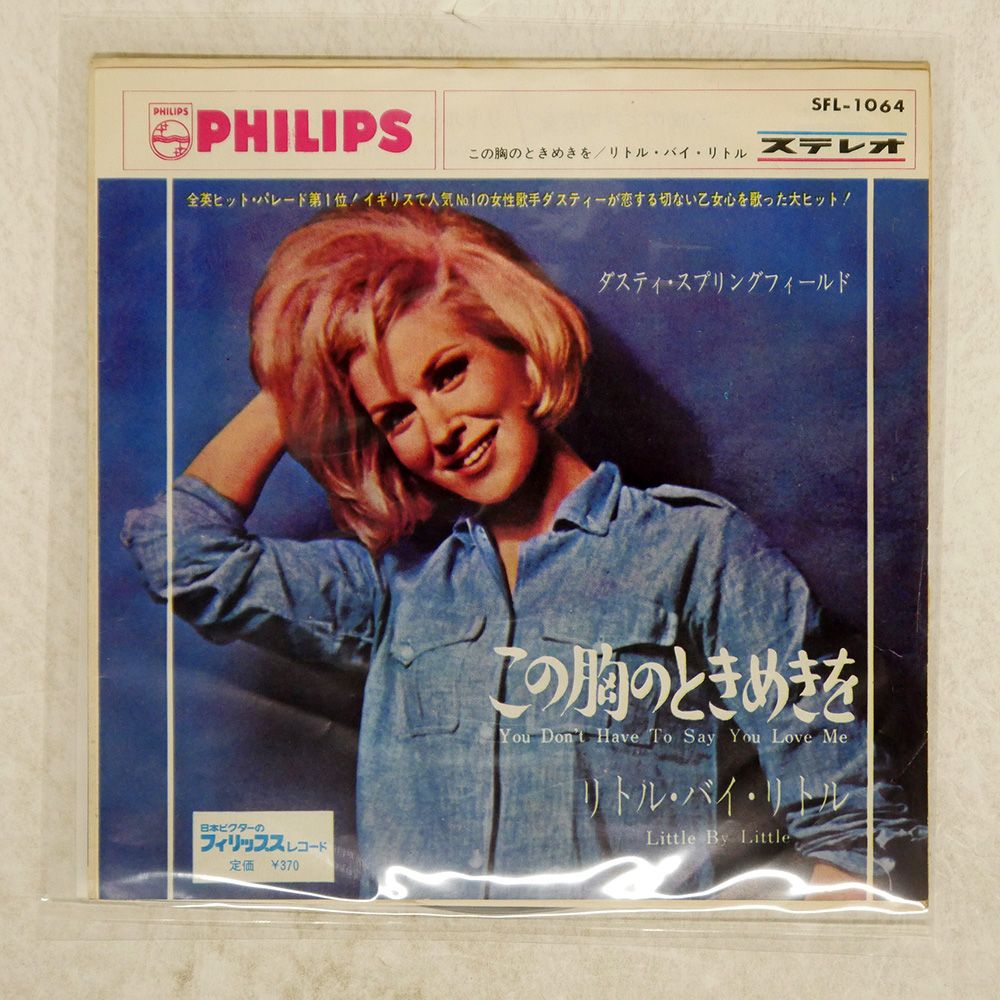 PHILIPS
PHILIPS
SFL-1064
この胸のときめきを/リトル・バイ・リトル
ステレオ
全英ヒット・パレード第1位!イギリスで人気No.1の女性歌手ダスティーが恋する切ない乙女心を歌った大ヒット!
ダスティ・スプリングフィールド
この胸のときめきを
You Don't Have To Say You Love Me
リトル・バイ・リトル
Little By Little
日本ビクターの
フィリップスレコード
定価 ¥370